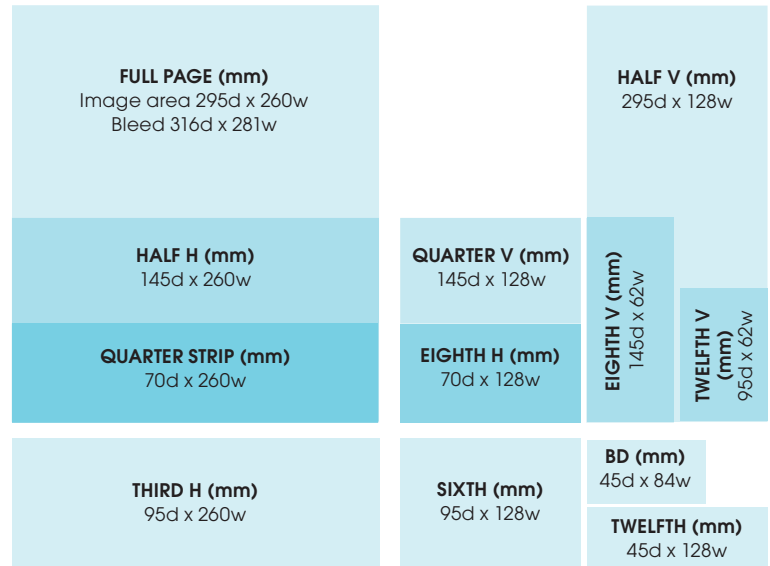 FULL PAGE (mm)
Image area 295d x 260w
Bleed 316d x 281w
HALF H (mm)
145d x 260w
QUARTER STRIP (mm)
70d x 260w
THIRD H (mm)
95d x 260w
QUARTER V (mm)
145d x 128w
EIGHTH H (mm)
70d x 128w
SIXTH (mm)
95d x 128w
HALF V (mm)
295d x 128w
EIGHTH V (mm)
145d x 62w
TWELFTH V
(mm)
95d x 62w
BD (mm)
45d x 84w
TWELFTH (mm)
45d x 128w